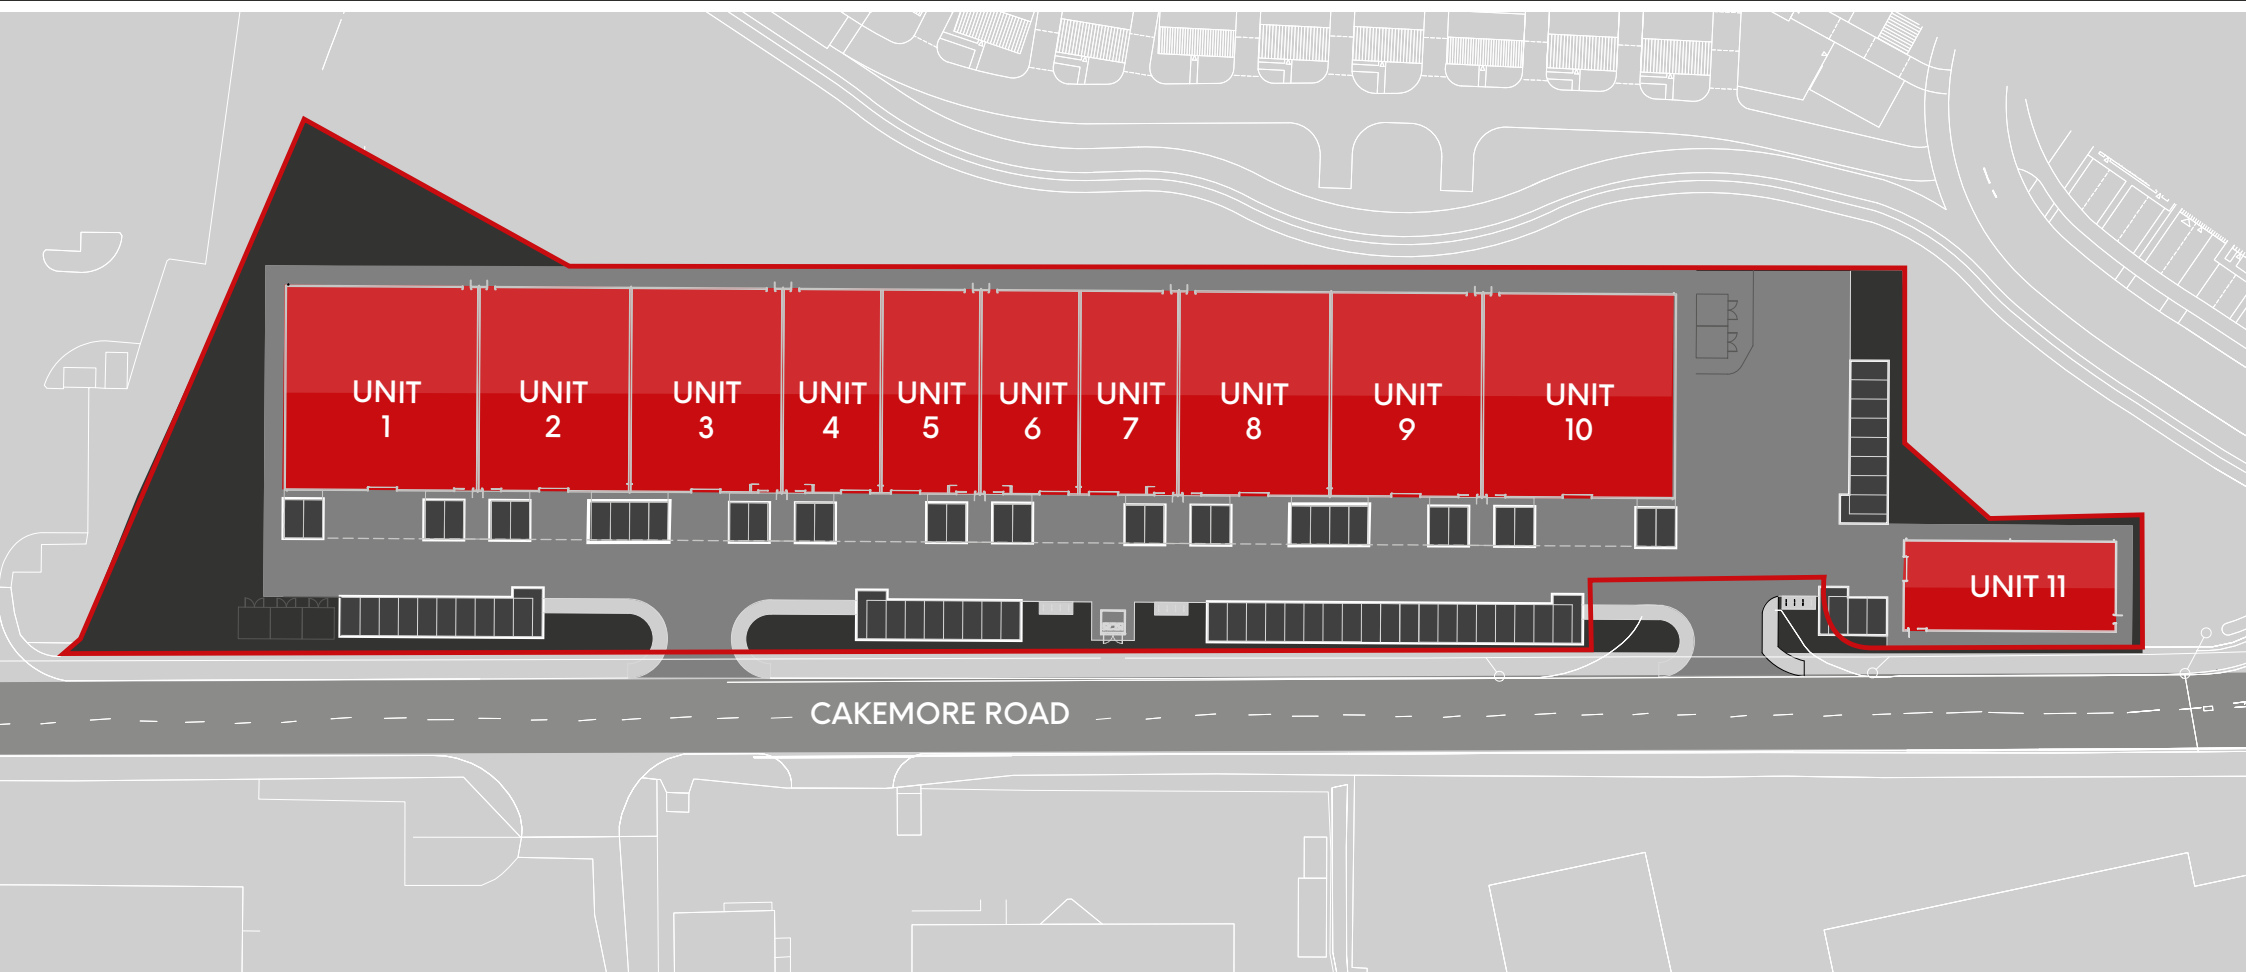 UNIT
1
UNIT
2
UNIT
3
UNIT
4
UNIT
5
UNIT
6
UNIT
7
UNIT
8
UNIT
9
UNIT
10
UNIT 11
CAKEMORE ROAD